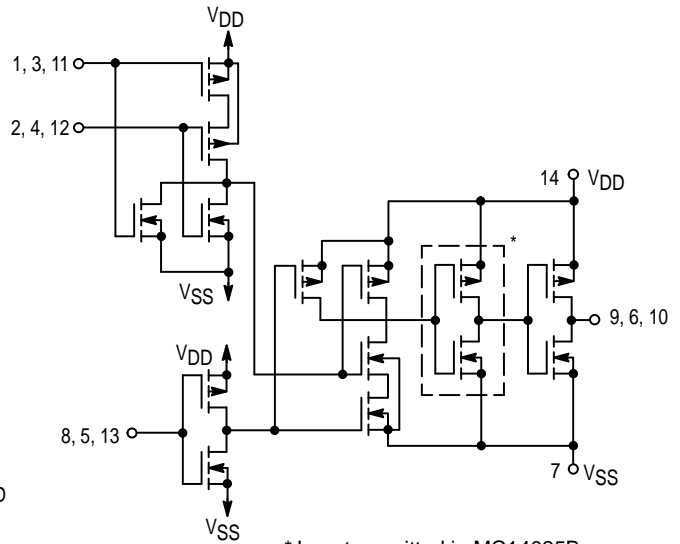 VDD
1, 3, 11
2, 4, 12
14 VDD
*
VSS
9, 6, 10
VDD
8, 5, 13
7 VSS
VSS